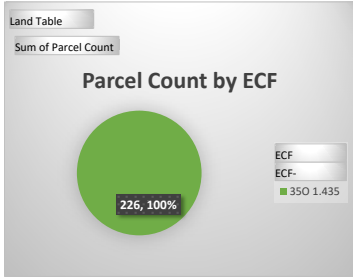 Land Table
Sum of Parcel Count
Parcel Count by ECF
226, 100%
ECF
ECF-
35O 1.435